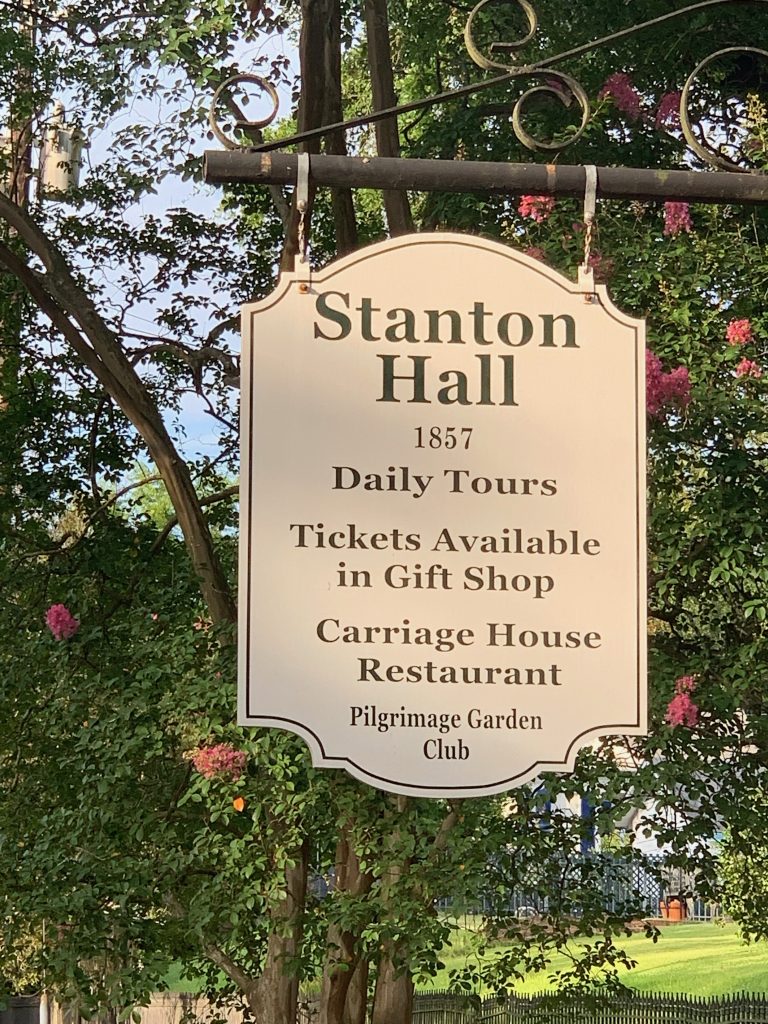 Stanton
Hall
1857
Daily Tours
Tickets Available
in Gift Shop
Carriage House
Restaurant
Pilgrimage Garden
Club